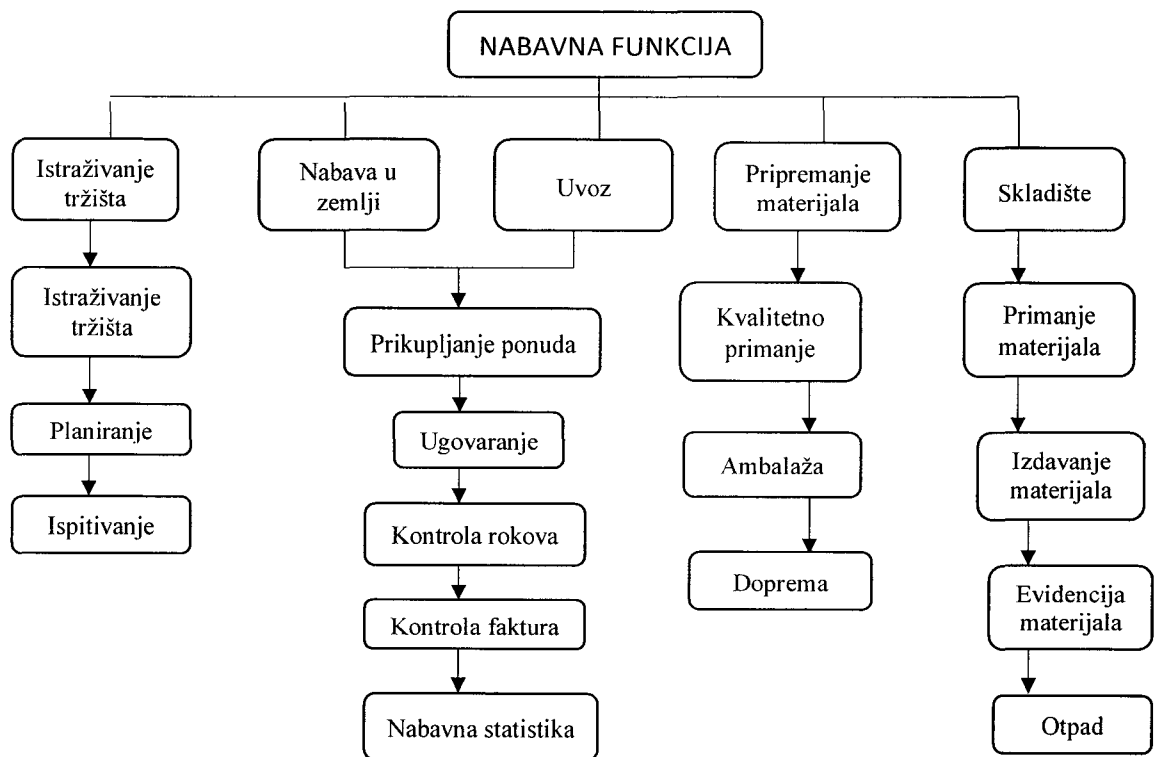 NABAVNA FUNKCIJA
Istraživanje
tržišta
Nabava u
zemlji
Uvoz
Pripremanje
materijala
Skladište
Istraživanje
tržišta
Prikupljanje ponuda
Kvalitetno
primanje
Primanje
materijala
Planiranje
Ugovaranje
Ambalaža
Izdavanje
materijala
Ispitivanje
Kontrola rokova
Doprema
Evidencija
materijala
Kontrola faktura
Nabavna statistika
Otpad